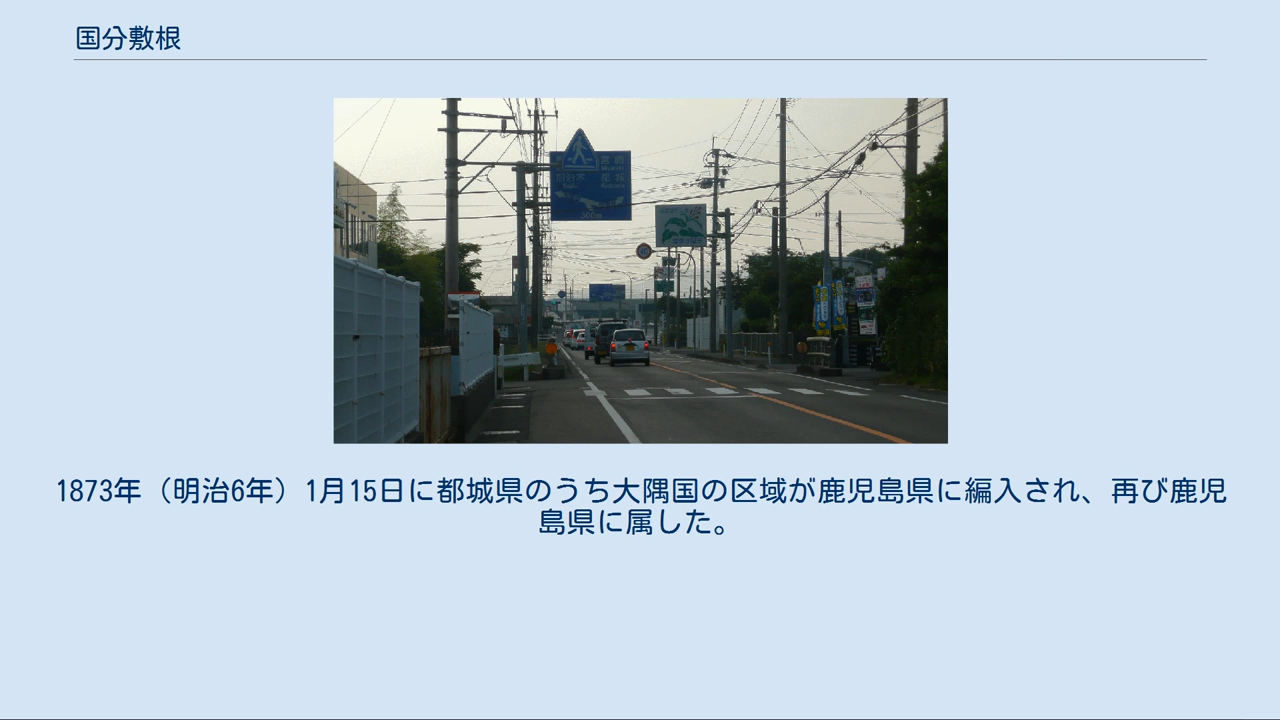 国分敷根
1873年（明治6年）1月15日に都城県のうち大隅国の区域が鹿児島県に編入され、再び鹿児
島県に属した。